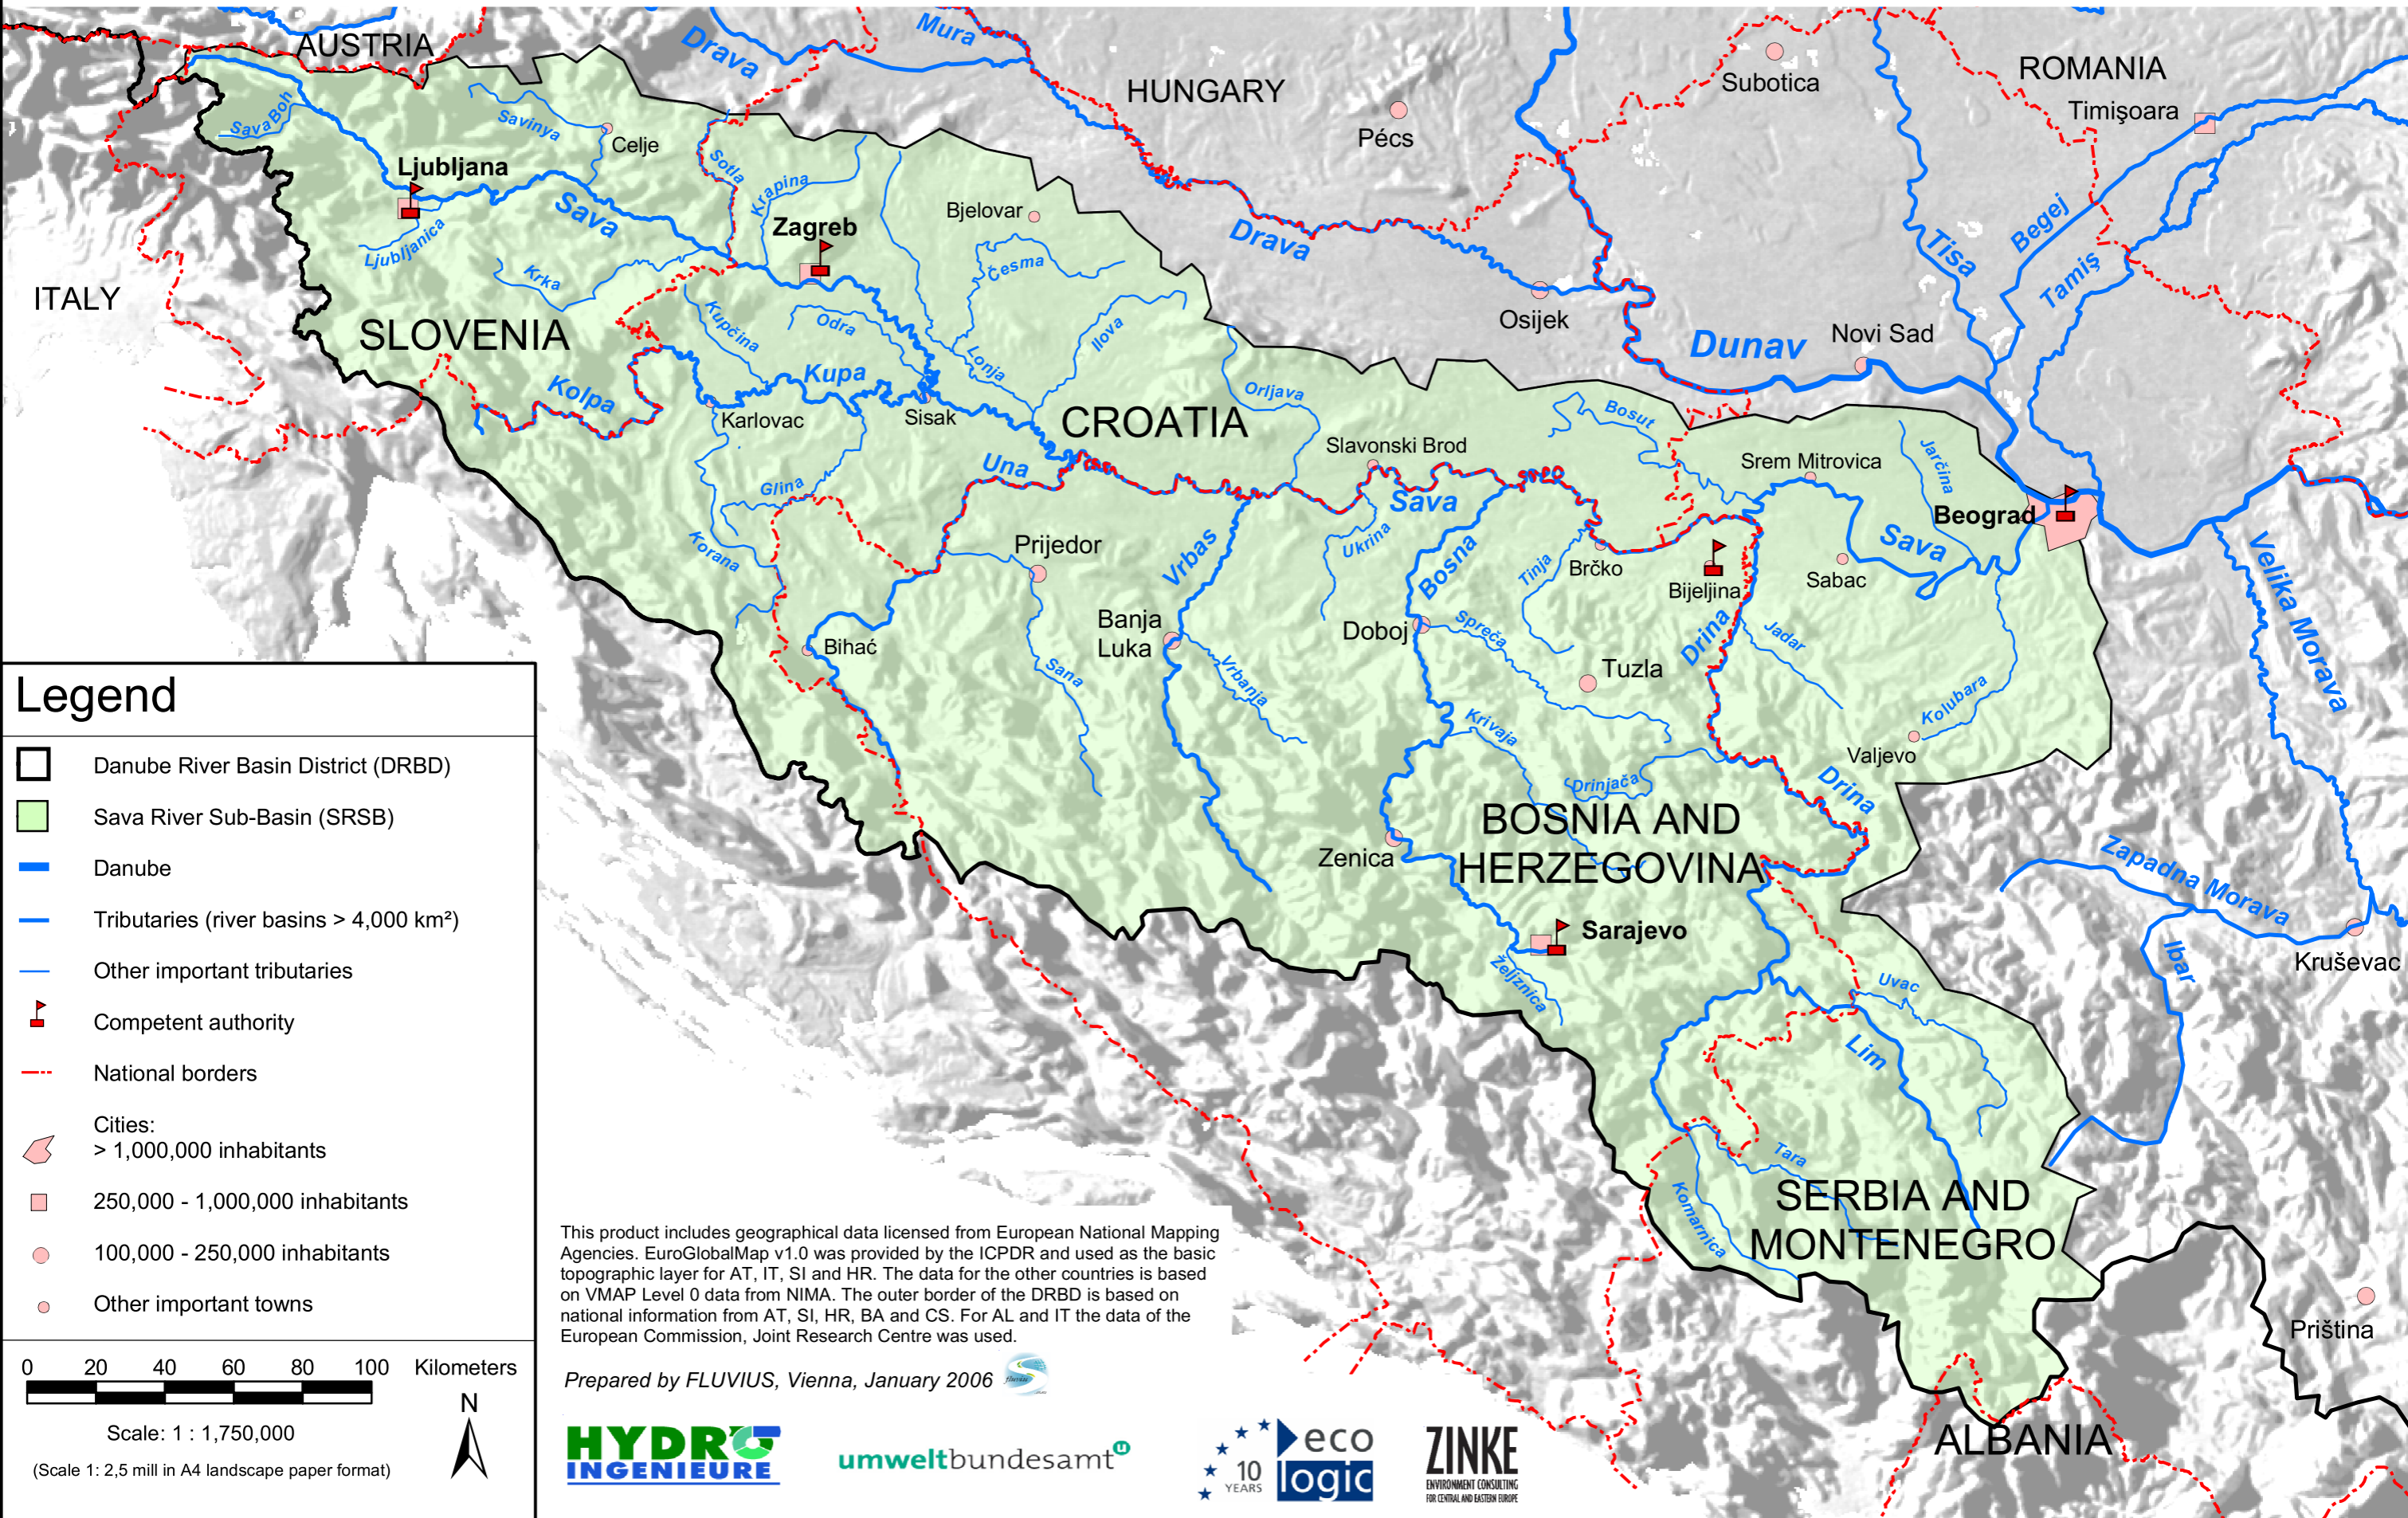 AUSTRIA
Mura
Drava
HUNGARY
ROMANIA
Subotica
Timişoara
Pécs
Sava Boh
Savinya
Celje
Ljubljana
Sotla
Krapina
Sava
Zagreb
Bjelovar
Česma
Drava
Tisa
Begej
Tamiş
Ljubljanica
Krka
ITALY
SLOVENIA
Kupčina
Odra
Lonja
Ilova
Osijek
Dunav
Novi Sad
Kolpa
Kupa
Karlovac
Sisak
CROATIA
Orljava
Bosut
Slavonski Brod
Srem Mitrovica
Jarčina
Una
Glina
Sava
Beograd
Korana
Prijedor
Vrbas
Ukrina
Bosna
Tinja
Brčko
Bijeljina
Sava
Sabac
Velika Morava
Bihać
Banja
Luka
Doboj
Spreča
Drina
Jadar
Sana
Vrbanja
Tuzla
Kolubara
Krivaja
Valjevo
Drinjača
Drina
BOSNIA AND
HERZEGOVINA
Zenica
Zapadna Morava
Sarajevo
Željznica
Ibar
Kruševac
Uvac
Lim
Tara
Komarnica
SERBIA AND
MONTENEGRO
Priština
ALBANIA
Legend
Danube River Basin District (DRBD)
Sava River Sub-Basin (SRSB)
Danube
Tributaries (river basins > 4,000 km²)
Other important tributaries
Competent authority
National borders
Cities:
> 1,000,000 inhabitants
250,000 - 1,000,000 inhabitants
100,000 - 250,000 inhabitants
Other important towns
0 20 40 60 80 100 Kilometers
N
Scale: 1 : 1,750,000
(Scale 1: 2,5 mill in A4 landscape paper format)
This product includes geographical data licensed from European National Mapping
Agencies. EuroGlobalMap v1.0 was provided by the ICPDR and used as the basic
topographic layer for AT, IT, SI and HR. The data for the other countries is based
on VMAP Level 0 data from NIMA. The outer border of the DRBD is based on
national information from AT, SI, HR, BA and CS. For AL and IT the data of the
European Commission, Joint Research Centre was used.
Prepared by FLUVIUS, Vienna, January 2006
fluvius
HYDRO
INGENIEURE
umweltbundesamt u
10
YEARS
eco
logic
ZINKE
ENVIRONMENT CONSULTING
FOR CENTRAL AND EASTERN EUROPE